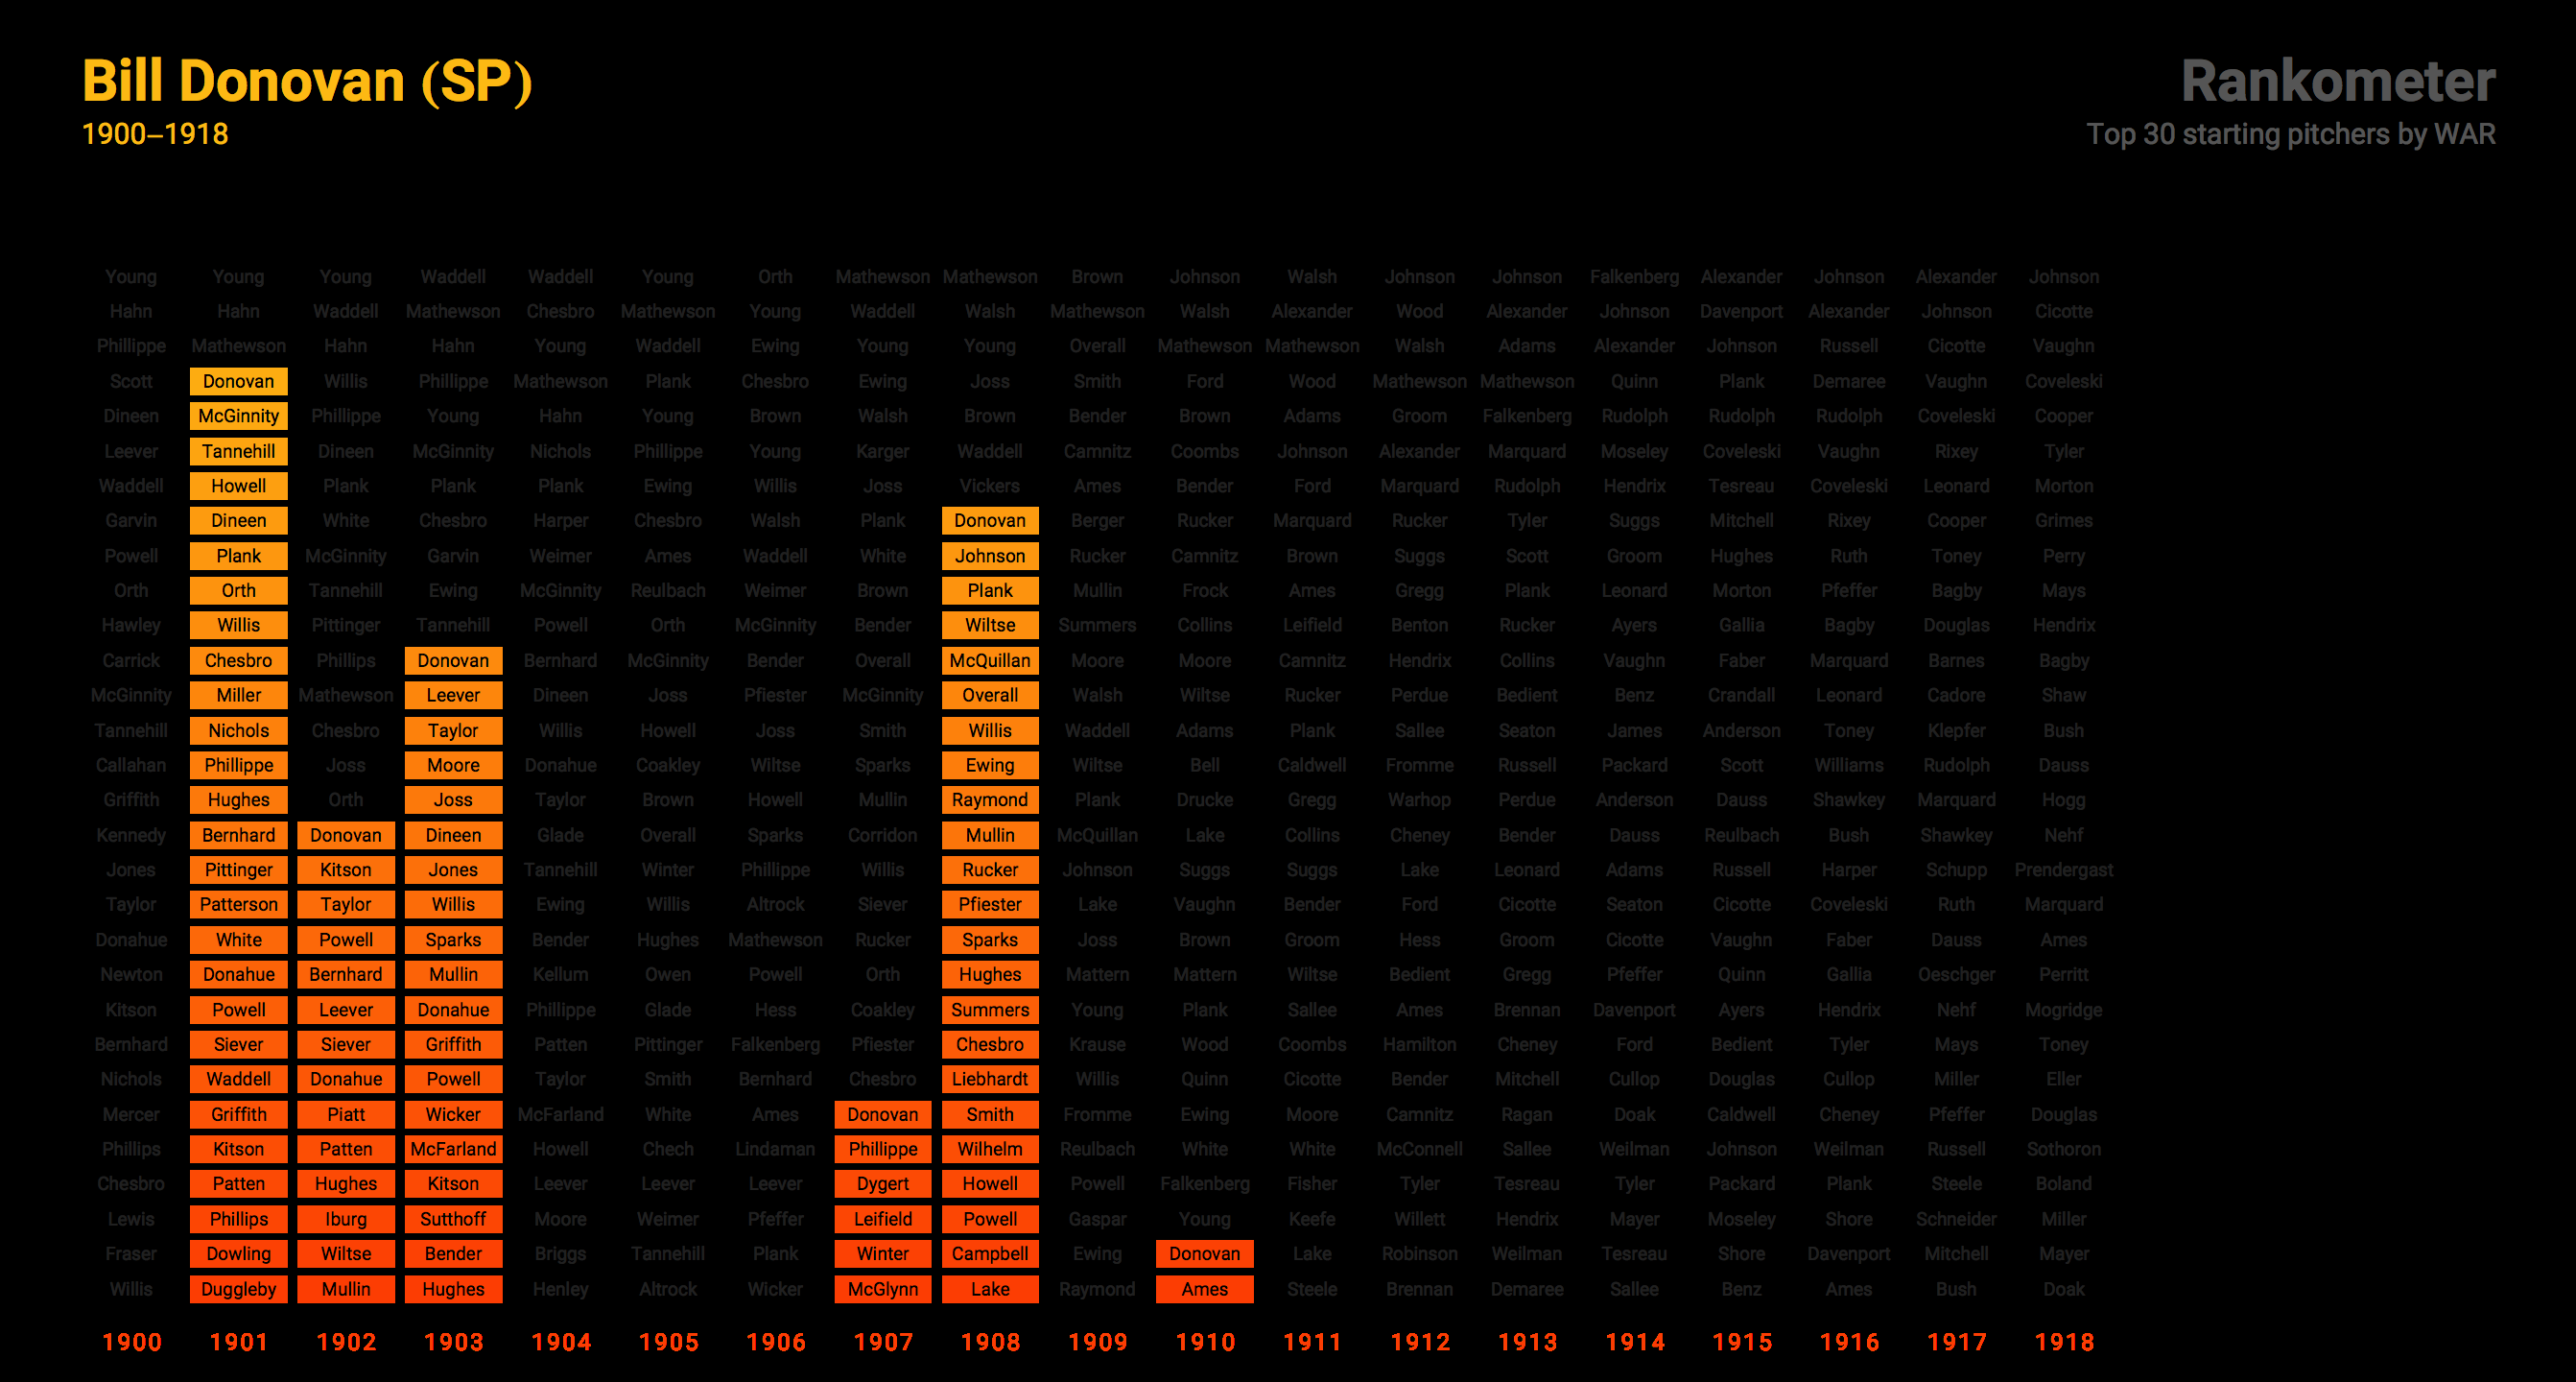 Bill Donovan (SP)
1900–1918
Rankometer
Top 30 starting pitchers by WAR
Young Young Young Waddell Waddell Young Orth Mathewson Mathewson Brown Johnson Walsh Johnson Johnson Falkenberg Alexander Johnson Alexander Johnson
Hahn Hahn Waddell Mathewson Chesbro Mathewson Young Waddell Walsh Mathewson Walsh Alexander Wood Alexander Johnson Davenport Alexander Johnson Cicotte
Phillippe Mathewson Hahn Hahn Young Waddell Ewing Young Young Overall Mathewson Mathewson Walsh Adams Alexander Johnson Russell Cicotte Vaughn
Scott Donovan Willis Phillippe Mathewson Plank Chesbro Ewing Joss Smith Ford Wood Mathewson Mathewson Quinn Plank Demaree Vaughn Coveleski
Dineen McGinnity Phillippe Young Hahn Young Brown Walsh Brown Bender Brown Adams Groom Falkenberg Rudolph Rudolph Rudolph Coveleski Cooper
Leever Tannehill Dineen McGinnity Nichols Phillippe Young Karger Waddell Camnitz Coombs Johnson Alexander Marquard Moseley Coveleski Vaughn Rixey Tyler
Waddell Howell Plank Plank Plank Ewing Willis Joss Vickers Ames Bender Ford Marquard Rudolph Hendrix Tesreau Coveleski Leonard Morton
Garvin Dineen White Chesbro Harper Chesbro Walsh Plank Donovan Berger Rucker Marquard Rucker Tyler Suggs Mitchell Rixey Cooper Grimes
Powell Plank McGinnity Garvin Weimer Ames Waddell White Johnson Rucker Camnitz Brown Suggs Scott Groom Hughes Ruth Toney Perry
Orth Orth Tannehill Ewing McGinnity Reulbach Weimer Brown Plank Mullin Frock Ames Gregg Plank Leonard Morton Pfeffer Bagby Mays
Hawley Willis Pittinger Tannehill Powell Orth McGinnity Bender Wiltse Summers Collins Leifield Benton Rucker Ayers Gallia Bagby Douglas Hendrix
Carrick Chesbro Phillips Donovan Bernhard McGinnity Bender Overall McQuillan Moore Moore Camnitz Hendrix Collins Vaughn Faber Marquard Barnes Bagby
McGinnity Miller Mathewson Leever Dineen Joss Pfiester McGinnity Overall Walsh Wiltse Rucker Perdue Bedient Benz Crandall Leonard Cadore Shaw
Tannehill Nichols Chesbro Taylor Willis Howell Joss Smith Willis Waddell Adams Plank Sallee Seaton James Anderson Toney Klepfer Bush
Callahan Phillippe Joss Moore Donahue Coakley Wiltse Sparks Ewing Wiltse Bell Caldwell Fromme Russell Packard Scott Williams Rudolph Dauss
Griffith Hughes Orth Joss Taylor Brown Howell Mullin Raymond Plank Drucke Gregg Warhop Perdue Anderson Dauss Shawkey Marquard Hogg
Kennedy Bernhard Donovan Dineen Glade Overall Sparks Corridon Mullin McQuillan Lake Collins Cheney Bender Dauss Reulbach Bush Shawkey Nehf
Jones Pittinger Kitson Jones Tannehill Winter Phillippe Willis Rucker Johnson Suggs Suggs Lake Leonard Adams Russell Harper Schupp Prendergast
Taylor Patterson Taylor Willis Ewing Willis Altrock Siever Pfiester Lake Vaughn Bender Ford Cicotte Seaton Cicotte Coveleski Ruth Marquard
Donahue White Powell Sparks Bender Hughes Mathewson Rucker Sparks Joss Brown Groom Hess Groom Cicotte Vaughn Faber Dauss Ames
Newton Donahue Bernhard Mullin Kellum Owen Powell Orth Hughes Mattern Mattern Wiltse Bedient Gregg Pfeffer Quinn Gallia Oeschger Perritt
Kitson Powell Leever Donahue Phillippe Glade Hess Coakley Summers Young Plank Sallee Ames Brennan Davenport Ayers Hendrix Nehf Mogridge
Bernhard Siever Siever Griffith Patten Pittinger Falkenberg Pfiester Chesbro Krause Wood Coombs Hamilton Cheney Ford Bedient Tyler Mays Toney
Nichols Waddell Donahue Powell Taylor Smith Bernhard Chesbro Liebhardt Willis Quinn Cicotte Bender Mitchell Cullop Douglas Cullop Miller Eller
Mercer Griffith Piatt Wicker McFarland White Ames Donovan Smith Fromme Ewing Moore Camnitz Ragan Doak Caldwell Cheney Pfeffer Douglas
Phillips Kitson Patten McFarland Howell Chech Lindaman Phillippe Wilhelm Reulbach White White McConnell Sallee Weilman Johnson Weilman Russell Sothoron
Chesbro Patten Hughes Kitson Leever Leever Leever Dygert Howell Powell Falkenberg Fisher Tyler Tesreau Tyler Packard Plank Steele Boland
Lewis Phillips Iburg Sutthoff Moore Weimer Pfeffer Leifield Powell Gaspar Young Keefe Willett Hendrix Mayer Moseley Shore Schneider Miller
Fraser Dowling Wiltse Bender Briggs Tannehill Plank Winter Campbell Ewing Donovan Lake Robinson Weilman Tesreau Shore Davenport Mitchell Mayer
Willis Duggleby Mullin Hughes Henley Altrock Wicker McGlynn Lake Raymond Ames Steele Brennan Demaree Sallee Benz Ames Bush Doak
1900 1901 1902 1903 1904 1905 1906 1907 1908 1909 1910 1911 1912 1913 1914 1915 1916 1917 1918